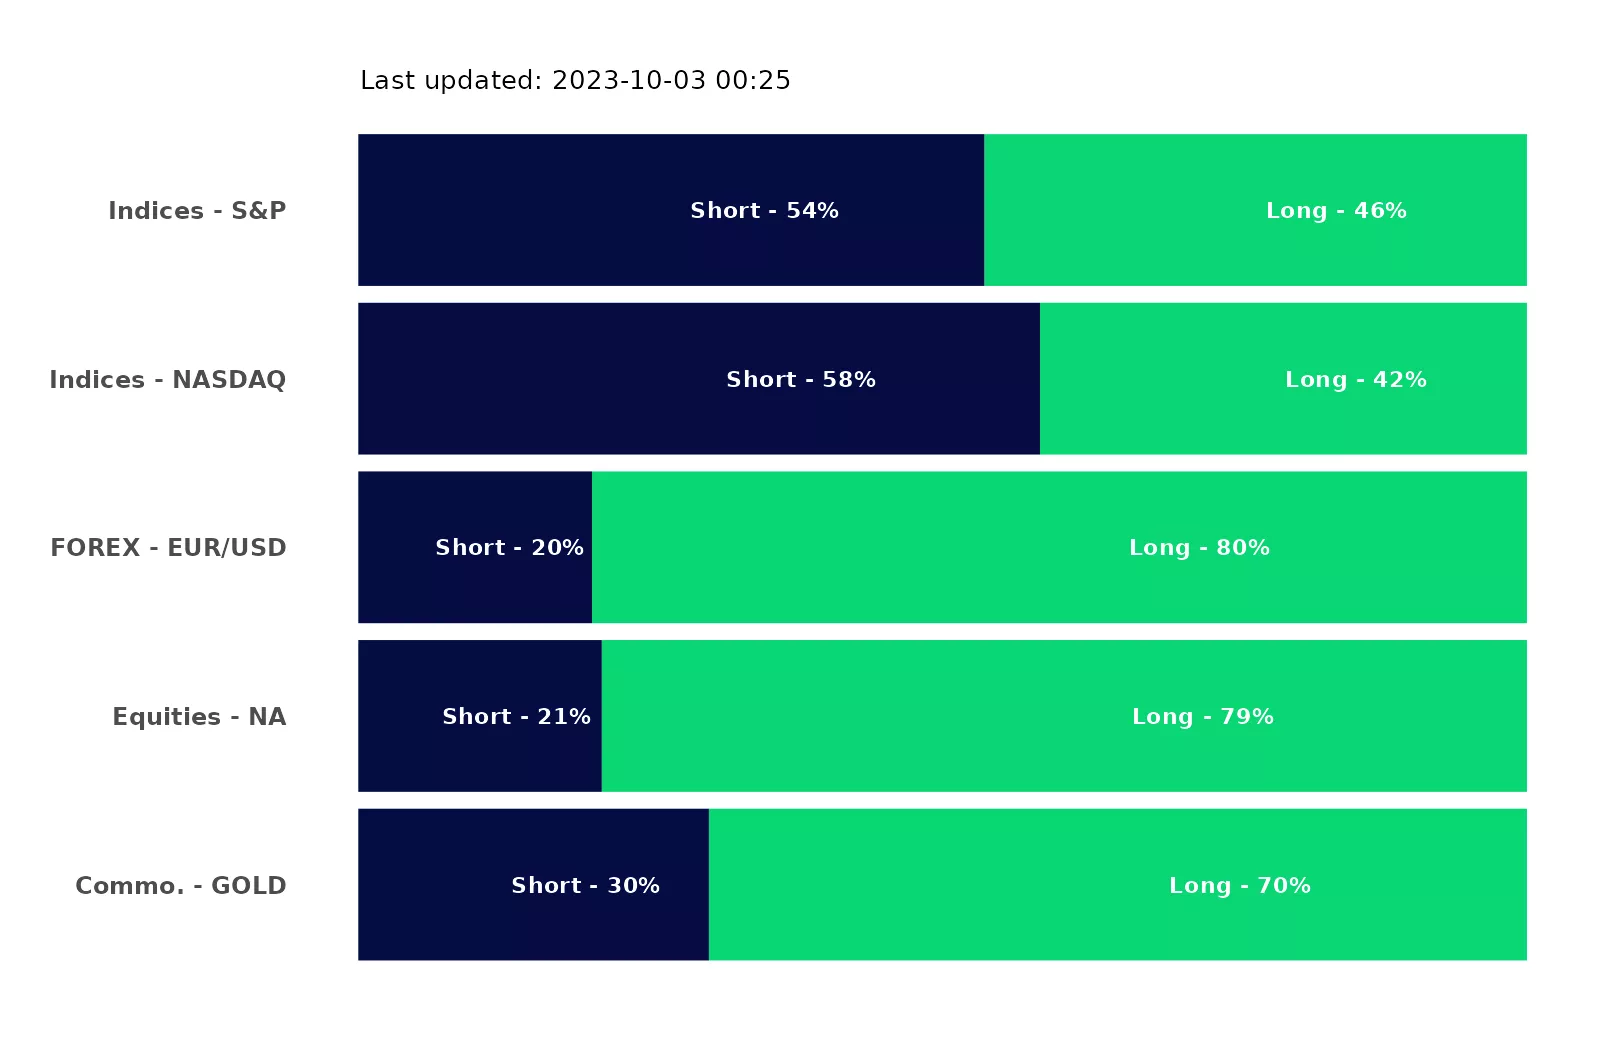 Last updated: 2023-10-03 00:25
Indices - S&P Short - 54% Long - 46%
Indices - NASDAQ Short - 58% Long - 42%
FOREX - EUR/USD Short - 20% Long - 80%
Equities - NA Short - 21% Long - 79%
Commo. - GOLD Short - 30% Long - 70%